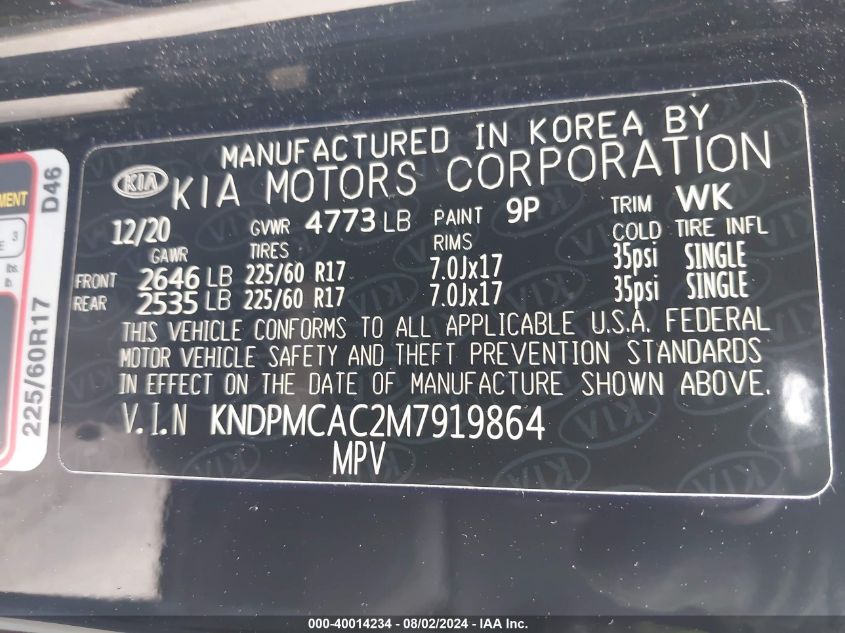 MANUFACTURED IN KOREA BY
KIA KIA MOTORS CORPORATION
12/20 GVWR 4773 LB PAINT 9P TRIM WK
GAWR TIRES RIMS COLD TIRE INFL
FRONT 2646 LB 225/60 R17 7.0Jx17 35psi SINGLE
REAR 2535 LB 225/60 R17 7.0Jx17 35psi SINGLE
THIS VEHICLE CONFORMS TO ALL APPLICABLE U.S.A. FEDERAL
MOTOR VEHICLE SAFETY AND THEFT PREVENTION STANDARDS
IN EFFECT ON THE DATE OF MANUFACTURE SHOWN ABOVE.
V.I.N KNDPMCAC2M7919864
MPV
MENT
E 3
lbs.
225/60R17 D46
000-40014234 - 08/02/2024 - IAA Inc.